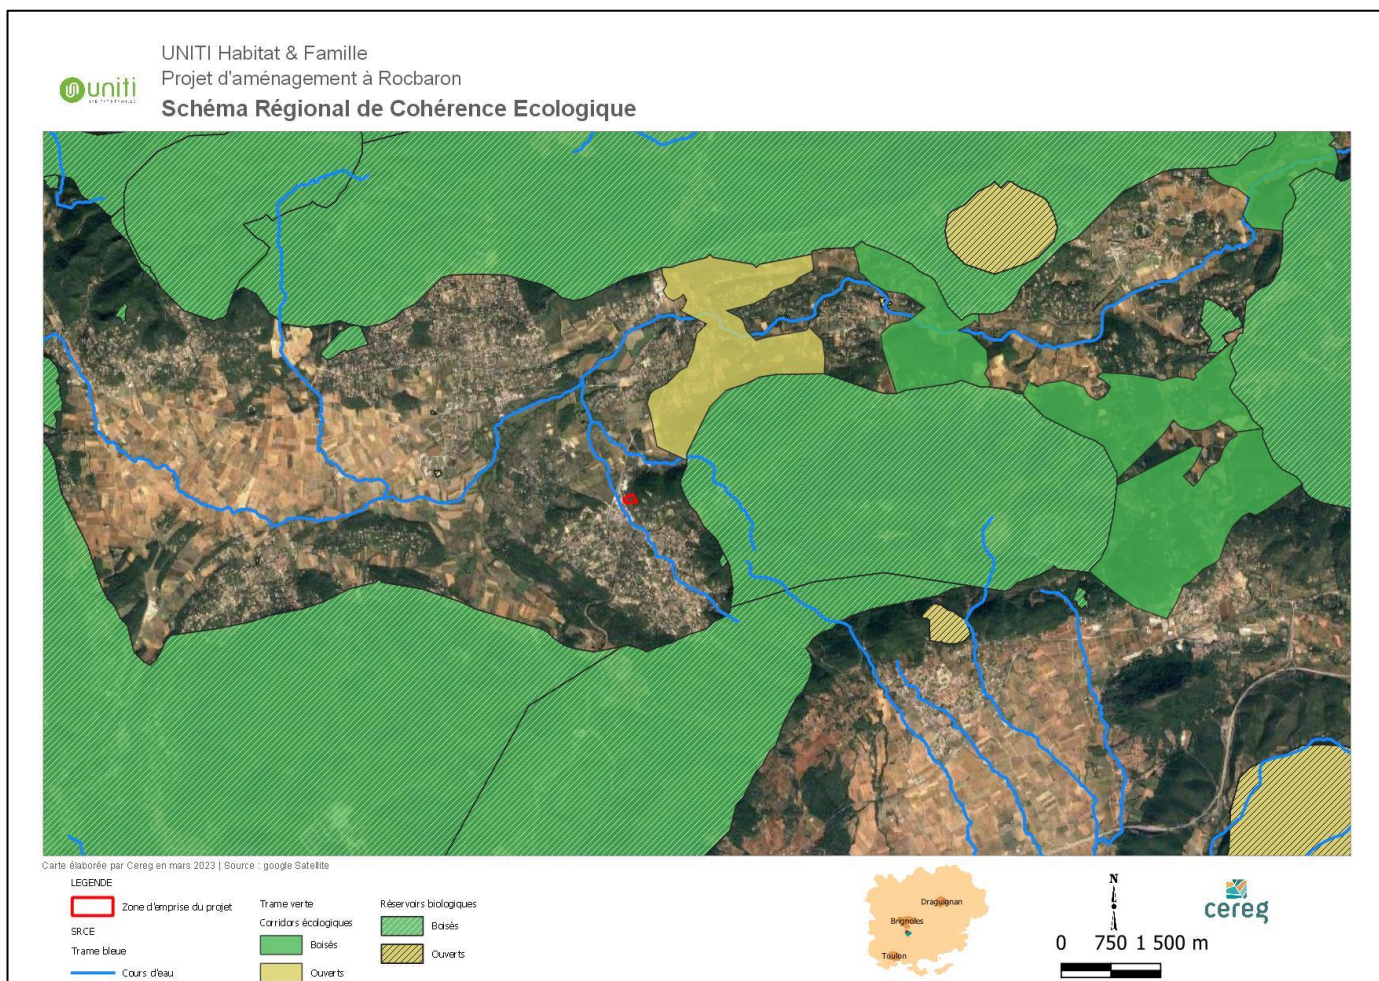 UNITI Habitat & Famille
Projet d'aménagement à Rocbaron
uniti
Schéma Régional de Cohérence Ecologique
Carte élaborée par Cereg en mars 2023 | Source : google Satellite
LEGENDE
Zone d'emprise du projet
SRCE
Trame bleue
Cours d'eau
Trame verte
Corridors écologiques
Boisés
Ouverts
Réservoirs biologiques
Boisés
Ouverts
Draguignan
Brignoles
Toulon
N
0 750 1 500 m
cereg